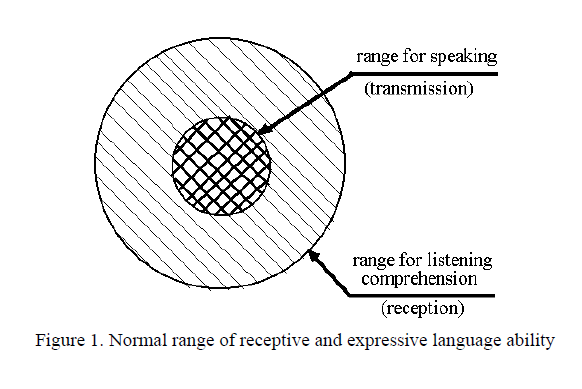 range for speaking
(transmission)
range for listening
comprehension
(reception)
Figure 1. Normal range of receptive and expressive language ability